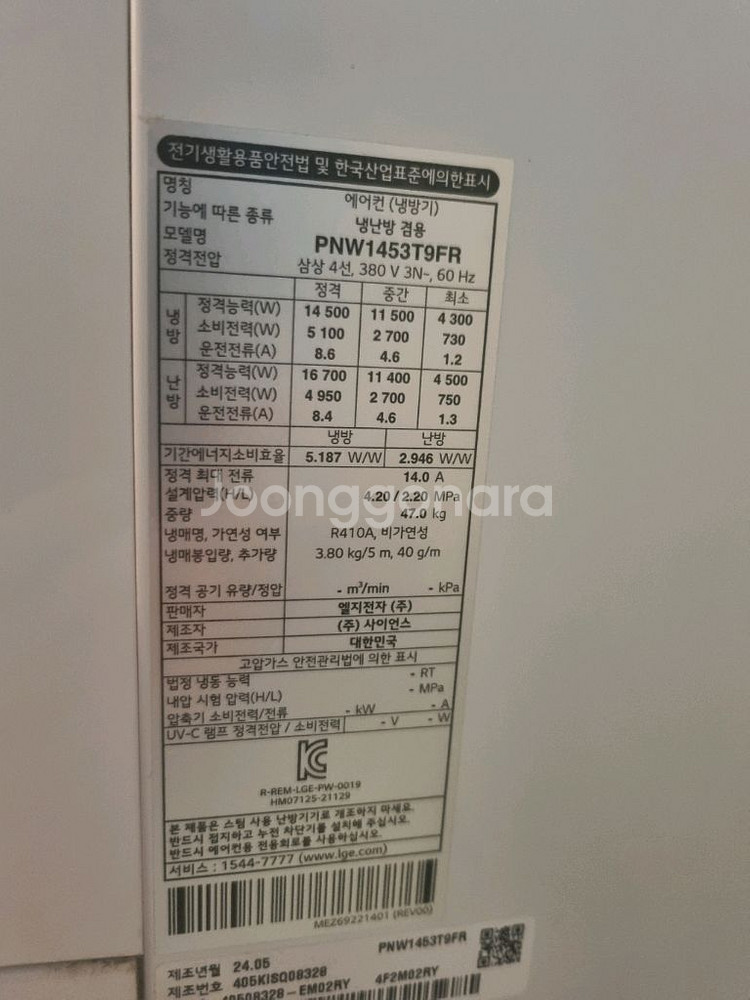 전기생활용품안전법 및 한국산업표준에의한표시
명칭 에어컨 (냉방기)
기능에 따른 종류 냉난방 겸용
모델명 PNW1453T9FR
정격전압 삼상 4선, 380 V 3N~, 60 Hz
정격 중간 최소
냉방 정격능력(W) 14 500 11 500 4 300
소비전력(W) 5 100 2 700 730
운전전류(A) 8.6 4.6 1.2
난방 정격능력(W) 16 700 11 400 4 500
소비전력(W) 4 950 2 700 750
운전전류(A) 8.4 4.6 1.3
냉방 난방
기간에너지소비효율 5.187 W/W 2.946 W/W
정격 최대 전류 14.0 A
설계압력(H/L) 4.20 / 2.20 MPa
Joonggonara
중량 47.0 kg
냉매명, 가연성 여부 R410A, 비가연성
냉매봉입량, 추가량 3.80 kg/5 m, 40 g/m
정격 공기 유량/정압 - m³/min - kPa
판매자 엘지전자 (주)
제조자 (주) 사이언스
제조국가 대한민국
고압가스 안전관리법에 의한 표시
법정 냉동 능력 - RT
내압 시험 압력(H/L) - MPa
압축기 소비전력/전류 - kW - A
UV-C 램프 정격전압 / 소비전력 - V - W
R-REM-LGE-PW-0019
HM07125-21129
본 제품은 스팀 사용 난방기기로 개조하지 마세요.
반드시 접지하고 누전 차단기를 설치해 주십시오.
반드시 에어컨용 전용회로를 사용하십시오.
서비스 : 1544-7777 (www.lge.com)
MEZ69221401 (REV00)
PNW1453T9FR
제조년월 24.05
제조번호 405KISQ08328
08328-EM02RY 4F2M02RY